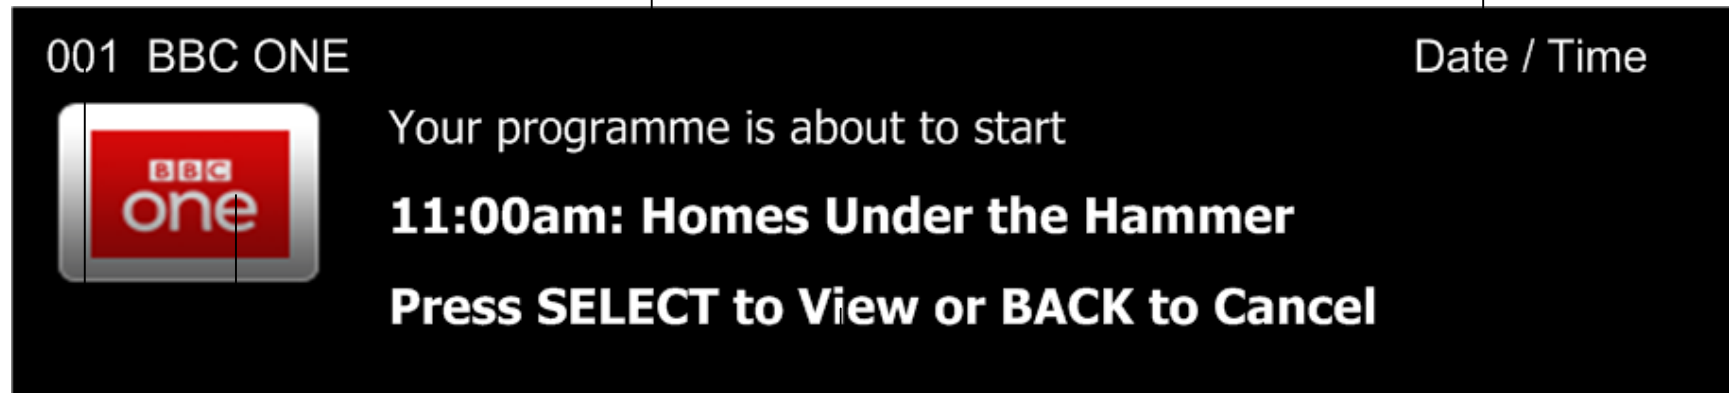 001 BBC ONE
Date / Time
BBC
one
Your programme is about to start
11:00am: Homes Under the Hammer
Press SELECT to View or BACK to Cancel